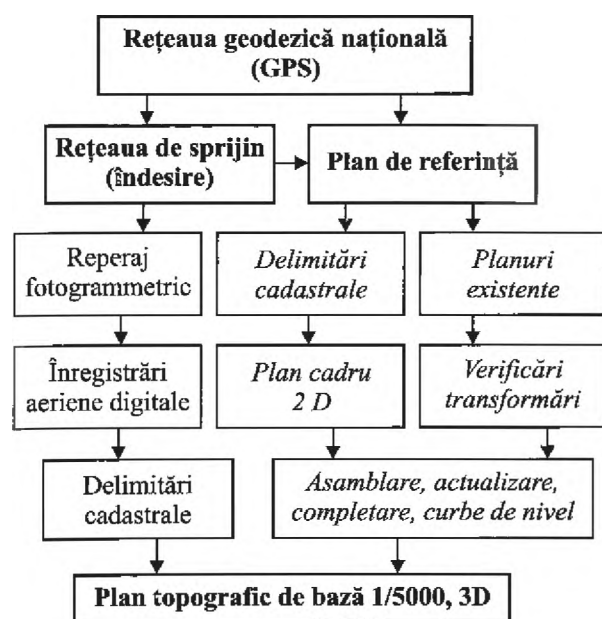 Rețeaua geodezică națională
(GPS)
Rețeaua de sprijin
(îndesire)
Plan de referință
Reperaj
fotogrammetric
Delimitări
cadastrale
Planuri
existente
Înregistrări
aeriene digitale
Plan cadru
2 D
Verificări
transformări
Delimitări
cadastrale
Asamblare, actualizare,
completare, curbe de nivel
Plan topografic de bază 1/5000, 3D